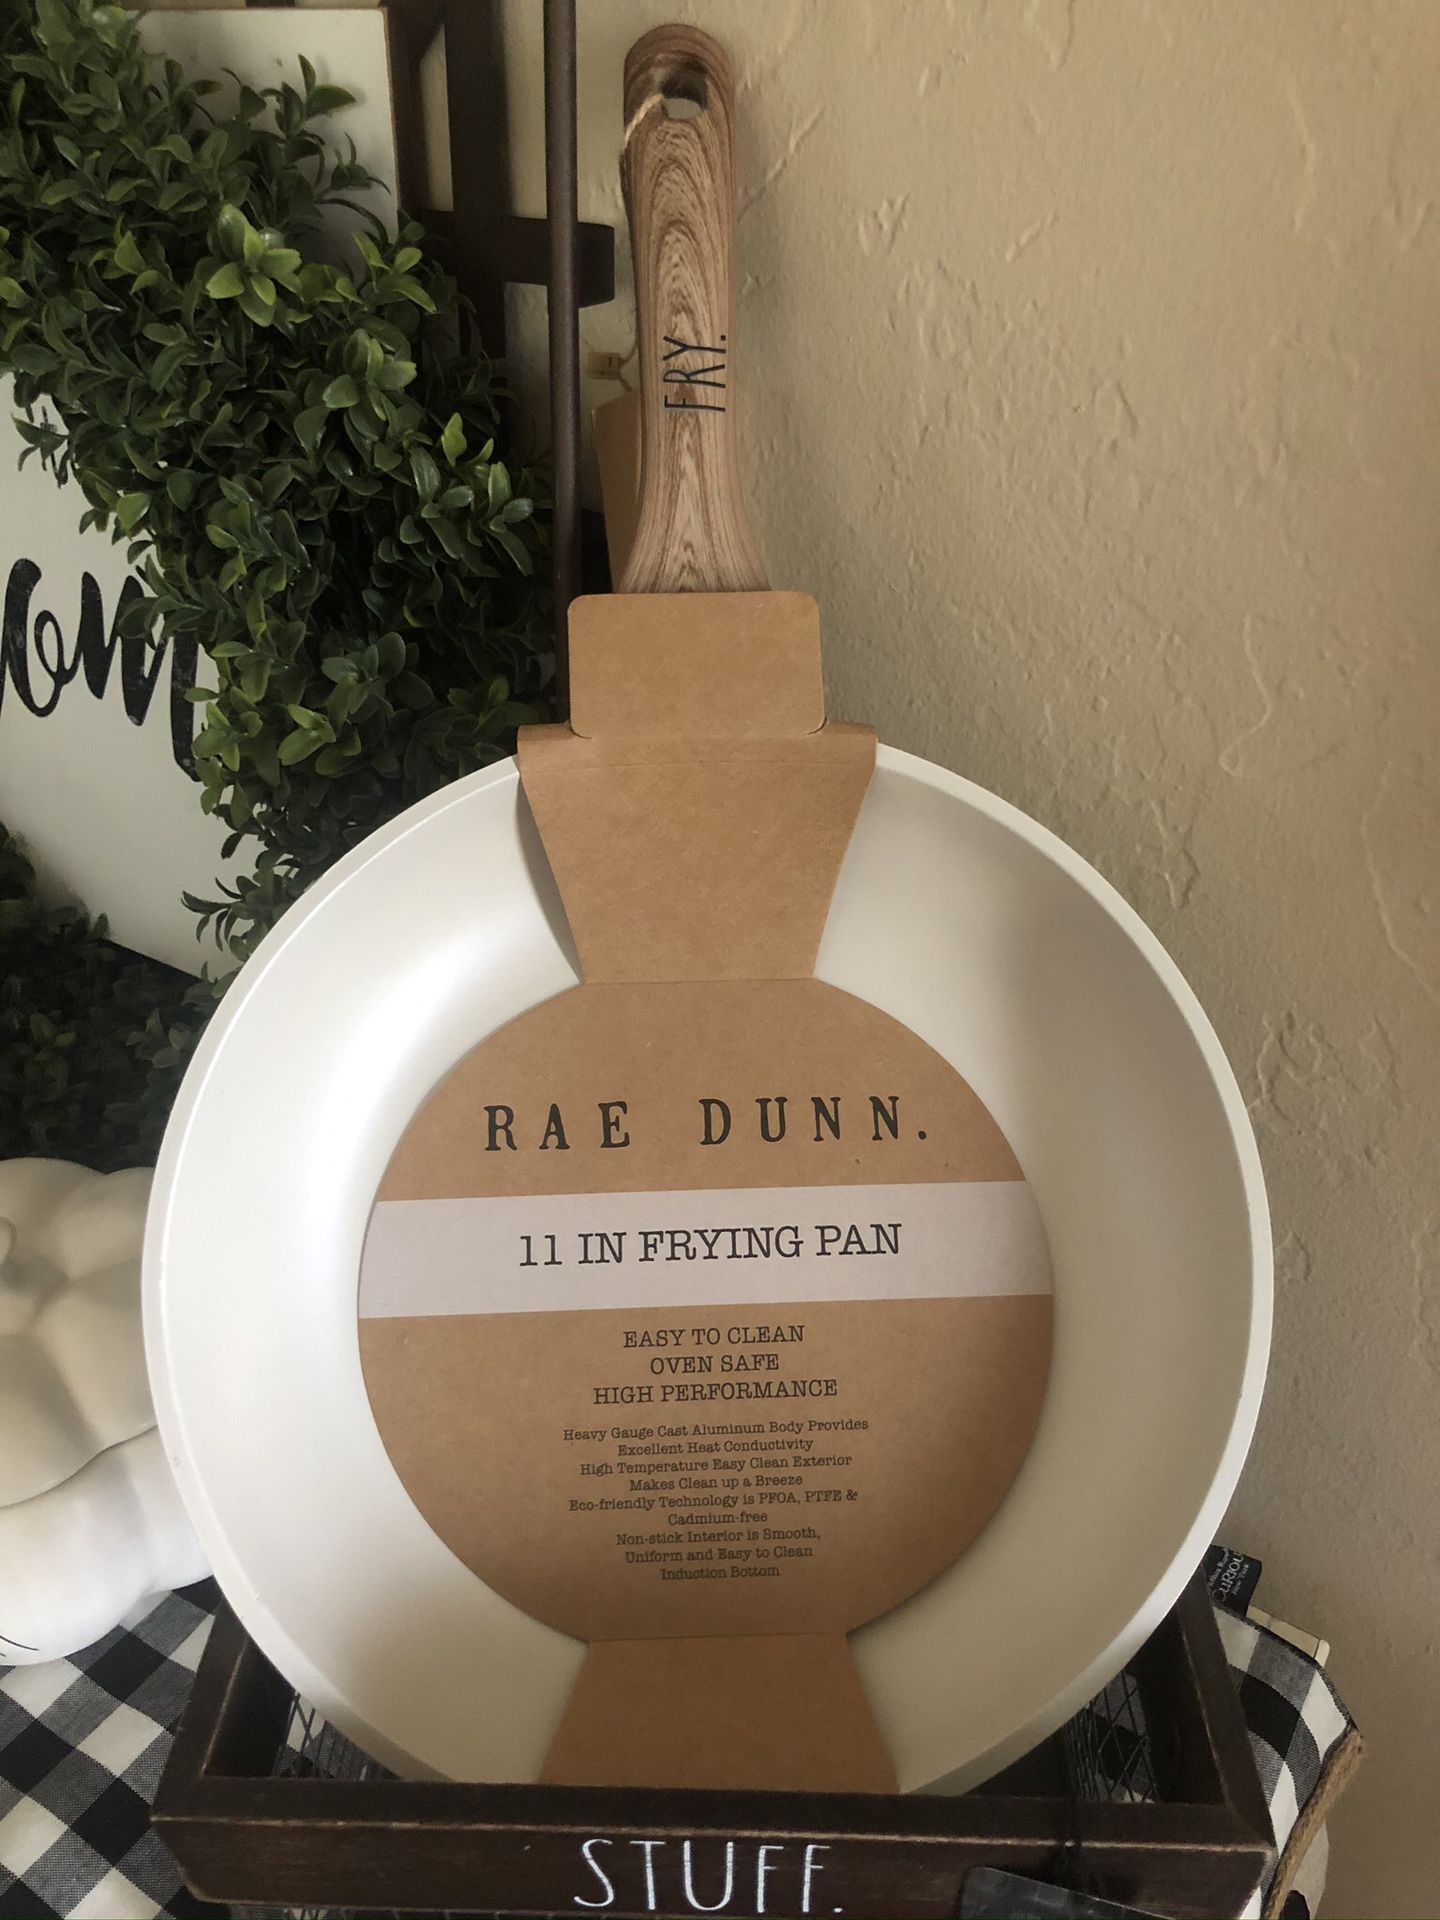 FRY.
RAE DUNN.
11 IN FRYING PAN
EASY TO CLEAN
OVEN SAFE
HIGH PERFORMANCE
Heavy Gauge Cast Aluminum Body Provides
Excellent Heat Conductivity
High Temperature Easy Clean Exterior
Makes Clean up a Breeze
Eco-friendly Technology is PFOA, PTFE &
Cadmium-free
Non-stick Interior is Smooth,
Uniform and Easy to Clean
Induction Bottom
STUFF.